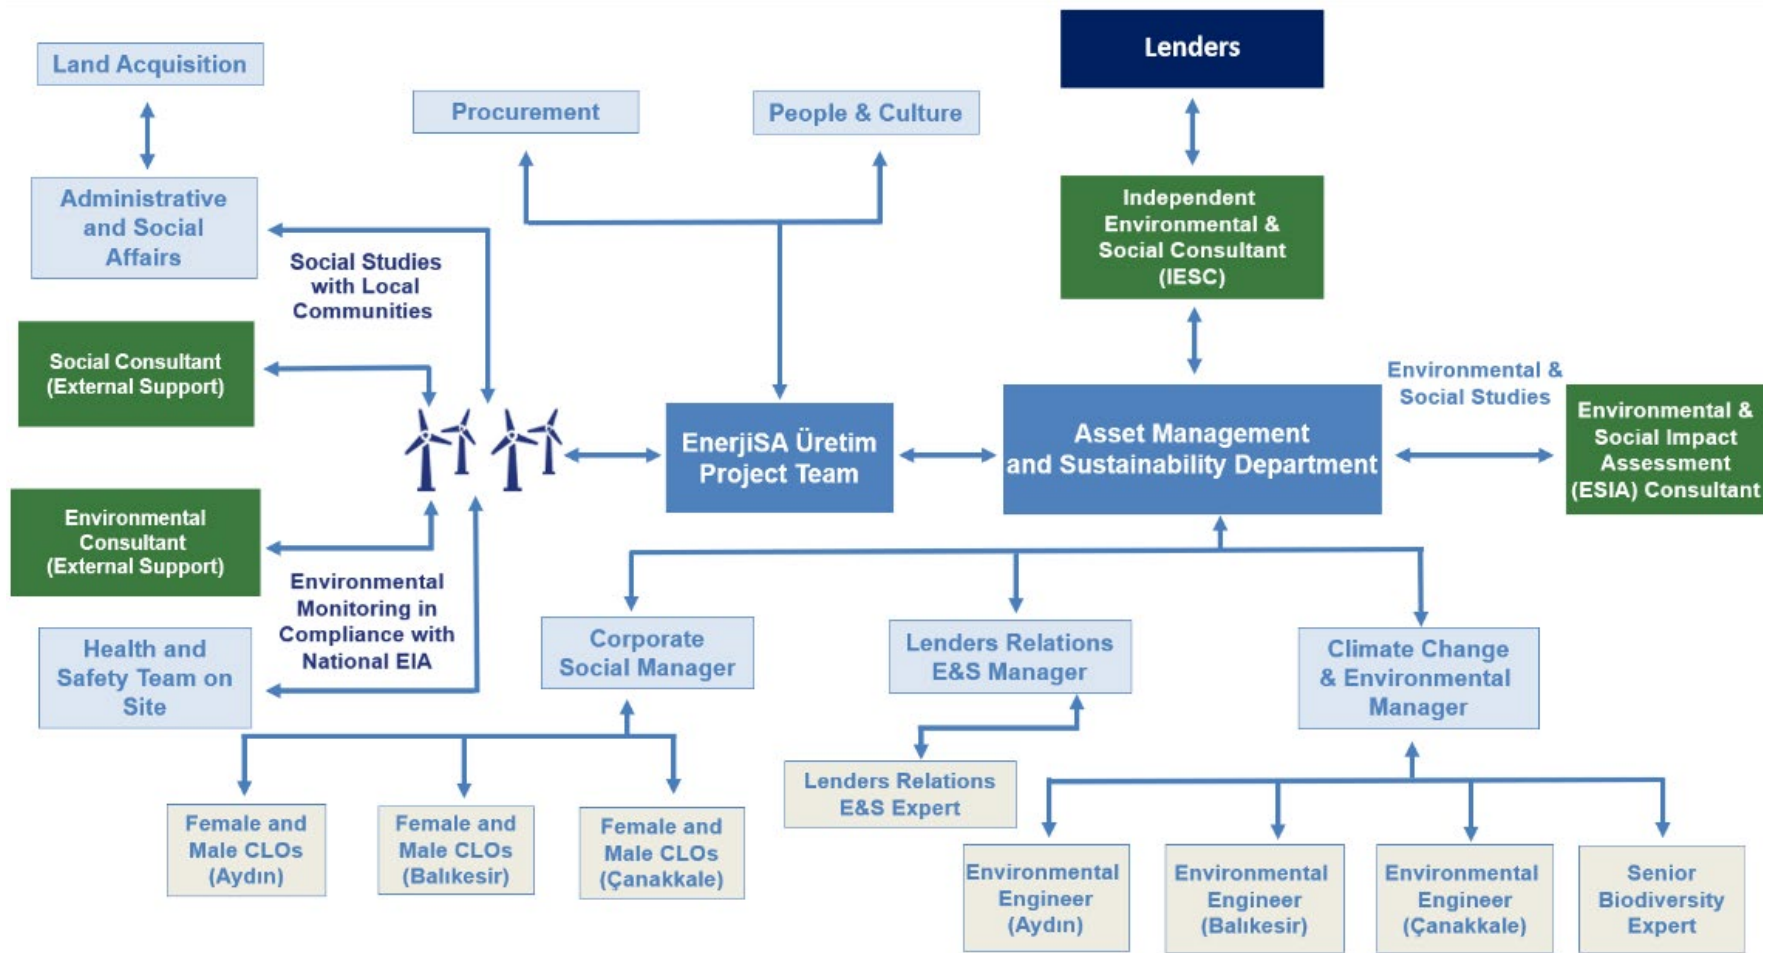 Land Acquisition
Procurement
People & Culture
Lenders
Administrative
and Social
Affairs
Social Studies
with Local
Communities
Independent
Environmental &
Social Consultant
(IESC)
Social Consultant
(External Support)
EnerjiSA Üretim
Project Team
Asset Management
and Sustainability Department
Environmental &
Social Studies
Environmental &
Social Impact
Assessment
(ESIA) Consultant
Environmental
Consultant
(External Support)
Environmental
Monitoring in
Compliance with
National EIA
Health and
Safety Team on
Site
Corporate
Social Manager
Lenders Relations
E&S Manager
Climate Change
& Environmental
Manager
Lenders Relations
E&S Expert
Female and
Male CLOs
(Aydın)
Female and
Male CLOs
(Balıkesir)
Female and
Male CLOs
(Çanakkale)
Environmental
Engineer
(Aydın)
Environmental
Engineer
(Balıkesir)
Environmental
Engineer
(Çanakkale)
Senior
Biodiversity
Expert